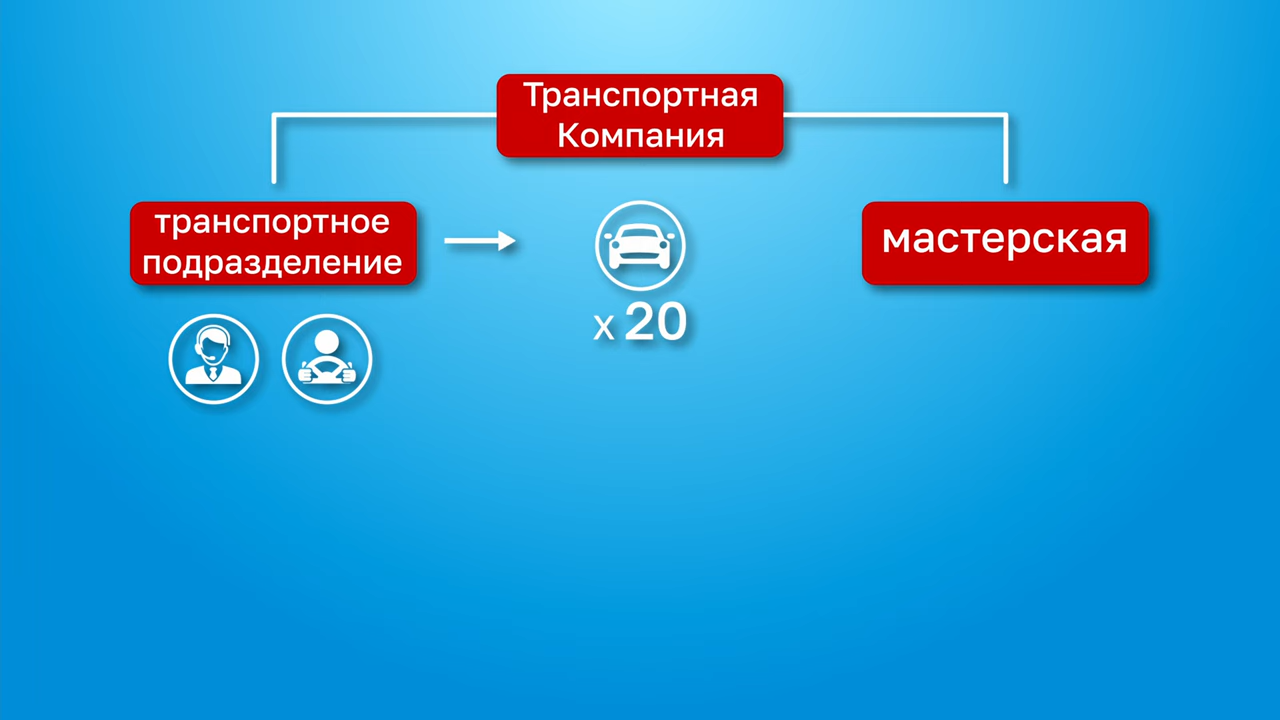 Транспортная
Компания
транспортное
подразделение
мастерская
x 20